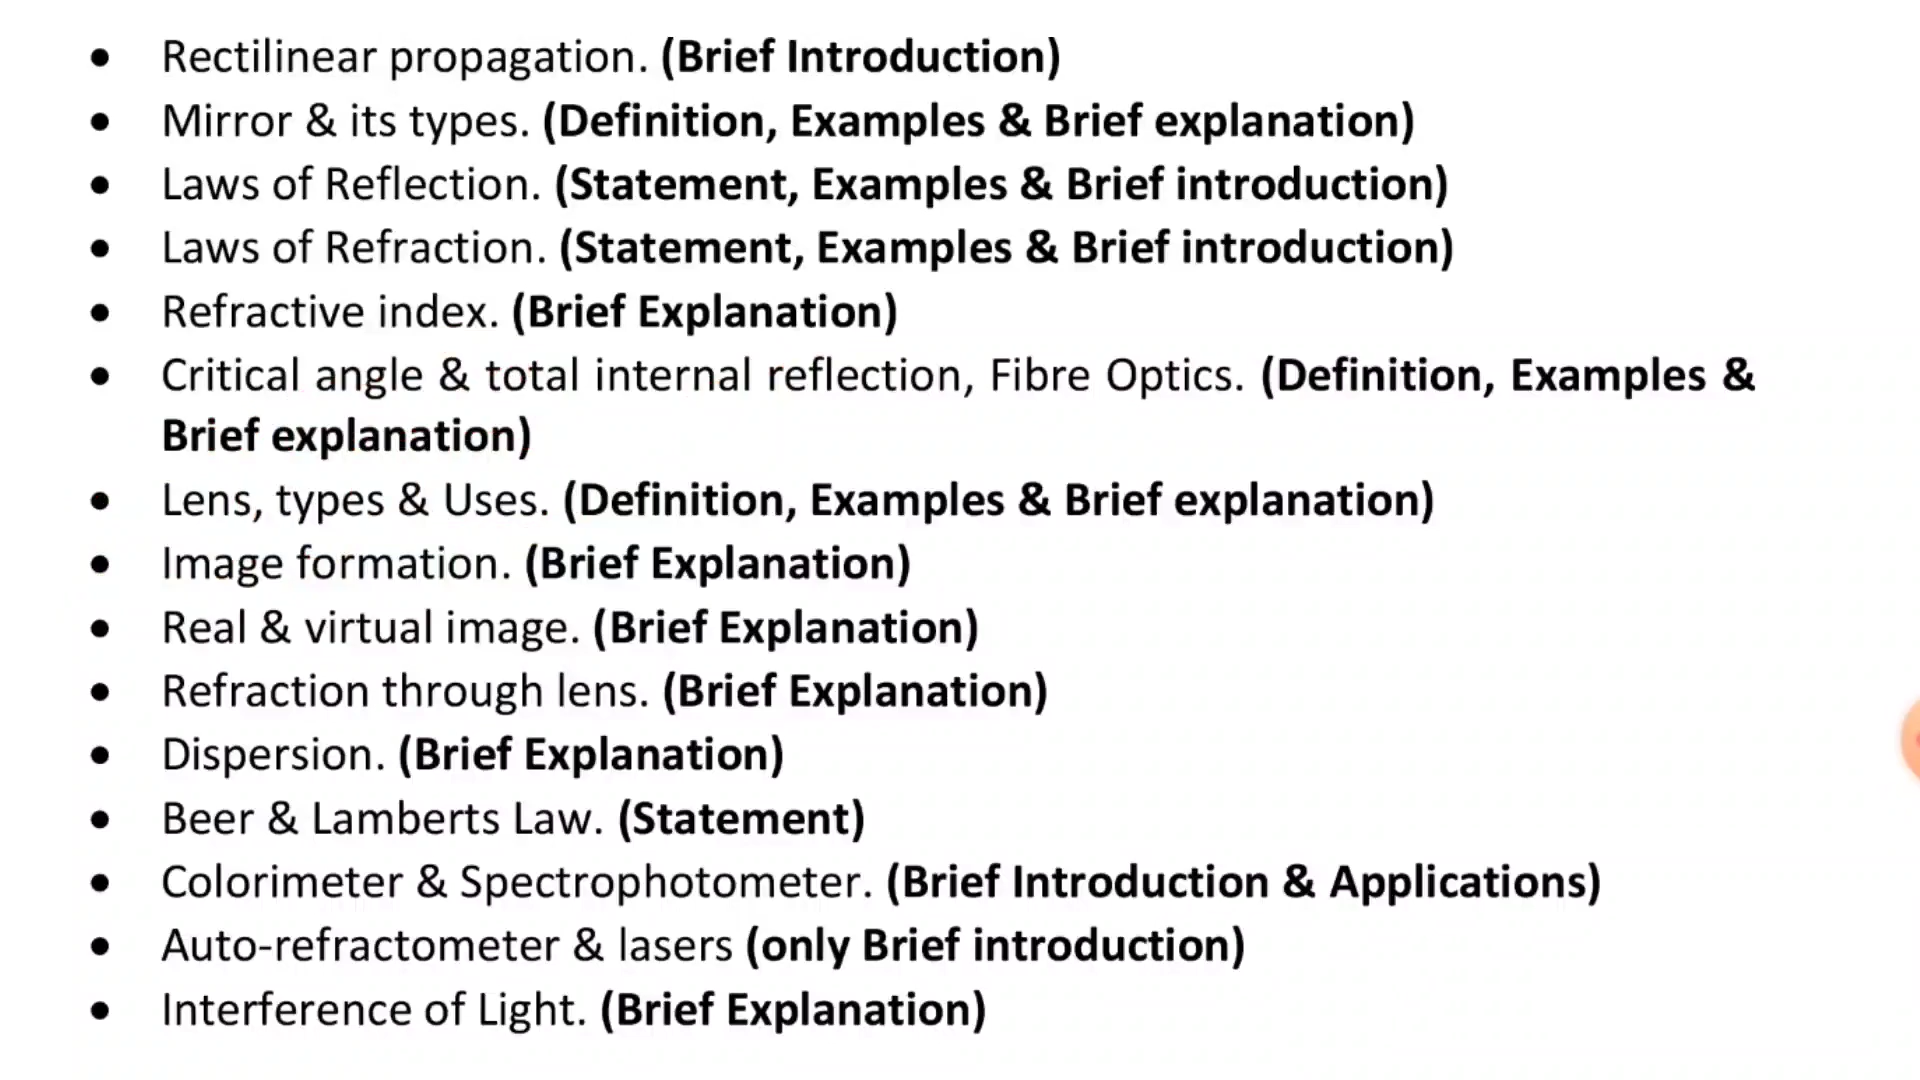 • Rectilinear propagation. (Brief Introduction)
• Mirror & its types. (Definition, Examples & Brief explanation)
• Laws of Reflection. (Statement, Examples & Brief introduction)
• Laws of Refraction. (Statement, Examples & Brief introduction)
• Refractive index. (Brief Explanation)
• Critical angle & total internal reflection, Fibre Optics. (Definition, Examples &
Brief explanation)
• Lens, types & Uses. (Definition, Examples & Brief explanation)
• Image formation. (Brief Explanation)
• Real & virtual image. (Brief Explanation)
• Refraction through lens. (Brief Explanation)
• Dispersion. (Brief Explanation)
• Beer & Lamberts Law. (Statement)
• Colorimeter & Spectrophotometer. (Brief Introduction & Applications)
• Auto-refractometer & lasers (only Brief introduction)
• Interference of Light. (Brief Explanation)